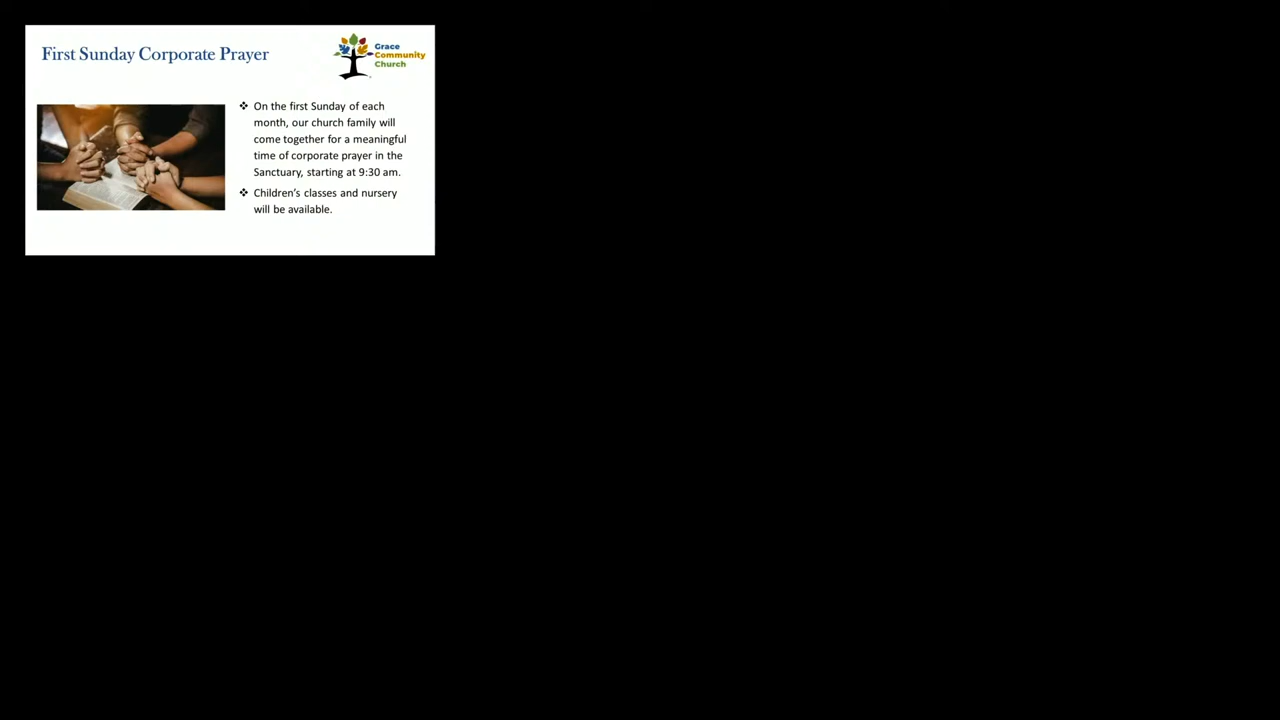 First Sunday Corporate Prayer
Grace
Community
Church
❖ On the first Sunday of each
month, our church family will
come together for a meaningful
time of corporate prayer in the
Sanctuary, starting at 9:30 am.
❖ Children’s classes and nursery
will be available.